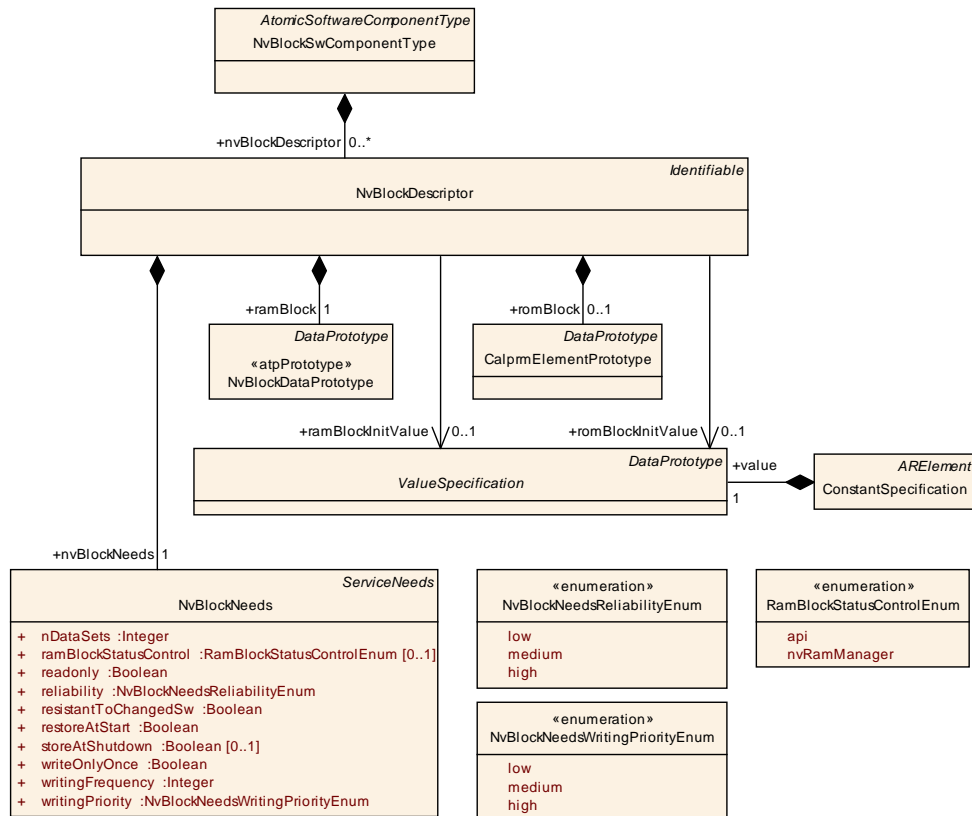 AtomicSoftwareComponentType
NvBlockSwComponentType
+nvBlockDescriptor 0..*
Identifiable
NvBlockDescriptor
+ramBlock 1
+romBlock 0..1
DataPrototype
«atpPrototype»
NvBlockDataPrototype
DataPrototype
CalprmElementPrototype
+ramBlockInitValue 0..1
+romBlockInitValue 0..1
DataPrototype
ValueSpecification
+value
1
ARElement
ConstantSpecification
+nvBlockNeeds 1
ServiceNeeds
NvBlockNeeds
+ nDataSets :Integer
+ ramBlockStatusControl :RamBlockStatusControlEnum [0..1]
+ readonly :Boolean
+ reliability :NvBlockNeedsReliabilityEnum
+ resistantToChangedSw :Boolean
+ restoreAtStart :Boolean
+ storeAtShutdown :Boolean [0..1]
+ writeOnlyOnce :Boolean
+ writingFrequency :Integer
+ writingPriority :NvBlockNeedsWritingPriorityEnum
«enumeration»
NvBlockNeedsReliabilityEnum
low
medium
high
«enumeration»
RamBlockStatusControlEnum
api
nvRamManager
«enumeration»
NvBlockNeedsWritingPriorityEnum
low
medium
high